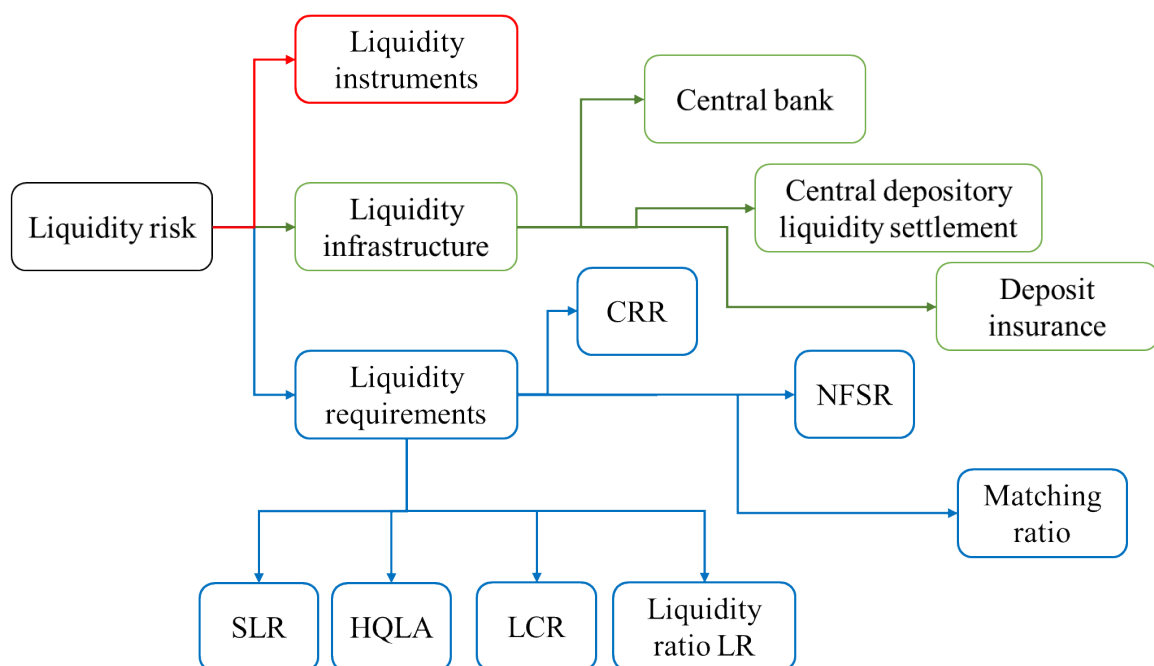 Liquidity
instruments
Central bank
Liquidity risk
Liquidity
infrastructure
Central depository
liquidity settlement
Deposit
insurance
CRR
Liquidity
requirements
NFSR
Matching
ratio
SLR
HQLA
LCR
Liquidity
ratio LR